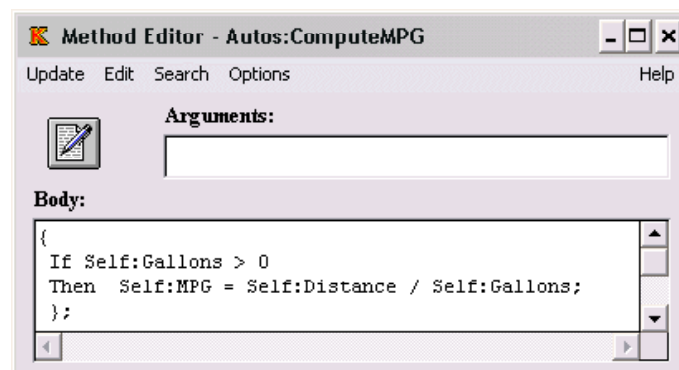 K Method Editor - Autos:ComputeMPG
Update Edit Search Options Help
Arguments:
Body:
{
If Self:Gallons > 0
Then Self:MPG = Self:Distance / Self:Gallons;
};